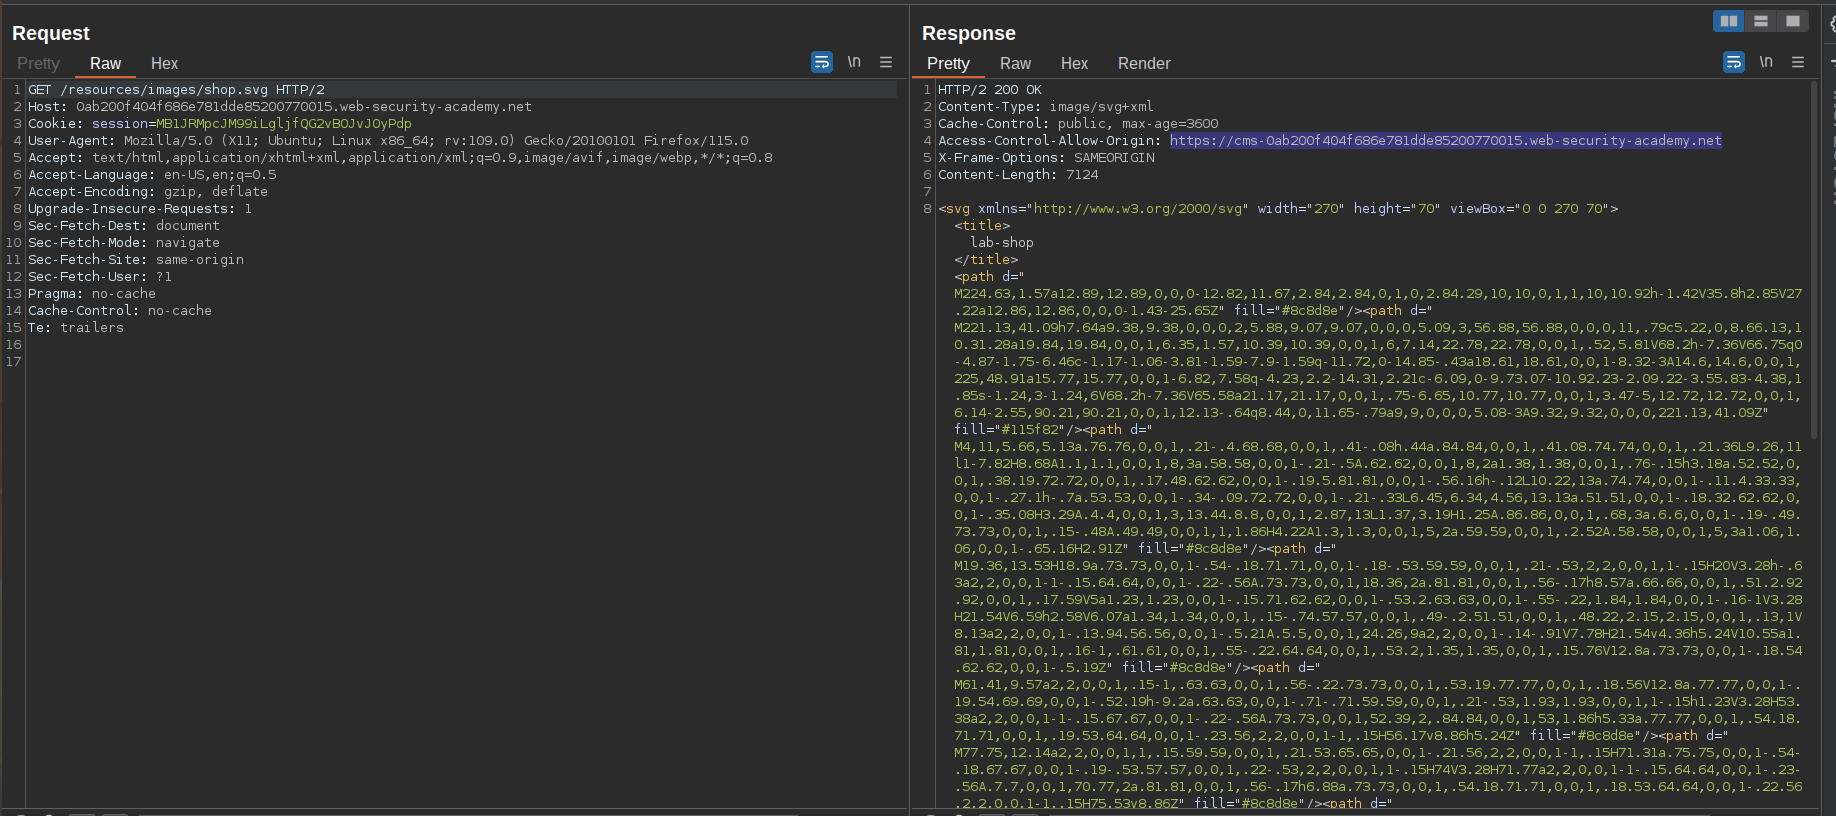 Request
Pretty Raw Hex
\n
1 GET /resources/images/shop.svg HTTP/2
2 Host: 0ab200f404f686e781dde85200770015.web-security-academy.net
3 Cookie: session=MB1JRMpcJM99iLgljfQG2vBOJvJOyPdp
4 User-Agent: Mozilla/5.0 (X11; Ubuntu; Linux x86_64; rv:109.0) Gecko/20100101 Firefox/115.0
5 Accept: text/html,application/xhtml+xml,application/xml;q=0.9,image/avif,image/webp,*/*;q=0.8
6 Accept-Language: en-US,en;q=0.5
7 Accept-Encoding: gzip, deflate
8 Upgrade-Insecure-Requests: 1
9 Sec-Fetch-Dest: document
10 Sec-Fetch-Mode: navigate
11 Sec-Fetch-Site: same-origin
12 Sec-Fetch-User: ?1
13 Pragma: no-cache
14 Cache-Control: no-cache
15 Te: trailers
16
17
Response
Pretty Raw Hex Render
\n
1 HTTP/2 200 OK
2 Content-Type: image/svg+xml
3 Cache-Control: public, max-age=3600
4 Access-Control-Allow-Origin: https://cms-0ab200f404f686e781dde85200770015.web-security-academy.net
5 X-Frame-Options: SAMEORIGIN
6 Content-Length: 7124
7
8 <svg xmlns="http://www.w3.org/2000/svg" width="270" height="70" viewBox="0 0 270 70">
<title>
lab-shop
</title>
<path d="
M224.63,1.57a12.89,12.89,0,0,0-12.82,11.67,2.84,2.84,0,1,0,2.84.29,10,10,0,1,1,10,10.92h-1.42V35.8h2.85V27
.22a12.86,12.86,0,0,0-1.43-25.65Z" fill="#8c8d8e"/><path d="
M221.13,41.09h7.64a9.38,9.38,0,0,0,2,5.88,9.07,9.07,0,0,0,5.09,3,56.88,56.88,0,0,0,11,.79c5.22,0,8.66.13,1
0.31.28a19.84,19.84,0,0,1,6.35,1.57,10.39,10.39,0,0,1,6,7.14,22.78,22.78,0,0,1,.52,5.81V68.2h-7.36V66.75q0
-4.87-1.75-6.46c-1.17-1.06-3.81-1.59-7.9-1.59q-11.72,0-14.85-.43a18.61,18.61,0,0,1-8.32-3A14.6,14.6,0,0,1,
225,48.91a15.77,15.77,0,0,1-6.82,7.58q-4.23,2.2-14.31,2.21c-6.09,0-9.73.07-10.92.23-2.09.22-3.55.83-4.38,1
.85s-1.24,3-1.24,6V68.2h-7.36V65.58a21.17,21.17,0,0,1,.75-6.65,10.77,10.77,0,0,1,3.47-5,12.72,12.72,0,0,1,
6.14-2.55,90.21,90.21,0,0,1,12.13-.64q8.44,0,11.65-.79a9,9,0,0,0,5.08-3A9.32,9.32,0,0,0,221.13,41.09Z"
fill="#115f82"/><path d="
M4,11,5.66,5.13a.76.76,0,0,1,.21-.4.68.68,0,0,1,.41-.08h.44a.84.84,0,0,1,.41.08.74.74,0,0,1,.21.36L9.26,11
l1-7.82H8.68A1.1,1.1,0,0,1,8,3a.58.58,0,0,1-.21-.5A.62.62,0,0,1,8,2a1.38,1.38,0,0,1,.76-.15h3.18a.52.52,0,
0,1,.38.19.72.72,0,0,1,.17.48.62.62,0,0,1-.19.5.81.81,0,0,1-.56.16h-.12L10.22,13a.74.74,0,0,1-.11.4.33.33,
0,0,1-.27.1h-.7a.53.53,0,0,1-.34-.09.72.72,0,0,1-.21-.33L6.45,6.34,4.56,13.13a.51.51,0,0,1-.18.32.62.62,0,
0,1-.35.08H3.29A.4.4,0,0,1,3,13.44.8.8,0,0,1,2.87,13L1.37,3.19H1.25A.86.86,0,0,1,.68,3a.6.6,0,0,1-.19-.49.
73.73,0,0,1,.15-.48A.49.49,0,0,1,1,1.86H4.22A1.3,1.3,0,0,1,5,2a.59.59,0,0,1,.2.52A.58.58,0,0,1,5,3a1.06,1.
06,0,0,1-.65.16H2.91Z" fill="#8c8d8e"/><path d="
M19.36,13.53H18.9a.73.73,0,0,1-.54-.18.71.71,0,0,1-.18-.53.59.59,0,0,1,.21-.53,2,2,0,0,1,1-.15H20V3.28h-.6
3a2,2,0,0,1-1-.15.64.64,0,0,1-.22-.56A.73.73,0,0,1,18.36,2a.81.81,0,0,1,.56-.17h8.57a.66.66,0,0,1,.51.2.92
.92,0,0,1,.17.59V5a1.23,1.23,0,0,1-.15.71.62.62,0,0,1-.53.2.63.63,0,0,1-.55-.22,1.84,1.84,0,0,1-.16-1V3.28
H21.54V6.59h2.58V6.07a1.34,1.34,0,0,1,.15-.74.57.57,0,0,1,.49-.2.51.51,0,0,1,.48.22,2.15,2.15,0,0,1,.13,1V
8.13a2,2,0,0,1-.13.94.56.56,0,0,1-.5.21A.5.5,0,0,1,24.26,9a2,2,0,0,1-.14-.91V7.78H21.54v4.36h5.24V10.55a1.
81,1.81,0,0,1,.16-1,.61.61,0,0,1,.55-.22.64.64,0,0,1,.53.2,1.35,1.35,0,0,1,.15.76V12.8a.73.73,0,0,1-.18.54
.62.62,0,0,1-.5.19Z" fill="#8c8d8e"/><path d="
M61.41,9.57a2,2,0,0,1,.15-1,.63.63,0,0,1,.56-.22.73.73,0,0,1,.53.19.77.77,0,0,1,.18.56V12.8a.77.77,0,0,1-.
19.54.69.69,0,0,1-.52.19h-9.2a.63.63,0,0,1-.71-.71.59.59,0,0,1,.21-.53,1.93,1.93,0,0,1,1-.15h1.23V3.28H53.
38a2,2,0,0,1-1-.15.67.67,0,0,1-.22-.56A.73.73,0,0,1,52.39,2,.84.84,0,0,1,53,1.86h5.33a.77.77,0,0,1,.54.18.
71.71,0,0,1,.19.53.64.64,0,0,1-.23.56,2,2,0,0,1-1,.15H56.17v8.86h5.24Z" fill="#8c8d8e"/><path d="
M77.75,12.14a2,2,0,0,1,1,.15.59.59,0,0,1,.21.53.65.65,0,0,1-.21.56,2,2,0,0,1-1,.15H71.31a.75.75,0,0,1-.54-
.18.67.67,0,0,1-.19-.53.57.57,0,0,1,.22-.53,2,2,0,0,1,1-.15H74V3.28H71.77a2,2,0,0,1-1-.15.64.64,0,0,1-.23-
.56A.7.7,0,0,1,70.77,2a.81.81,0,0,1,.56-.17h6.88a.73.73,0,0,1,.54.18.71.71,0,0,1,.18.53.64.64,0,0,1-.22.56
,2,2,0,0,1-1,.15H75.53v8.86Z" fill="#8c8d8e"/><path d="